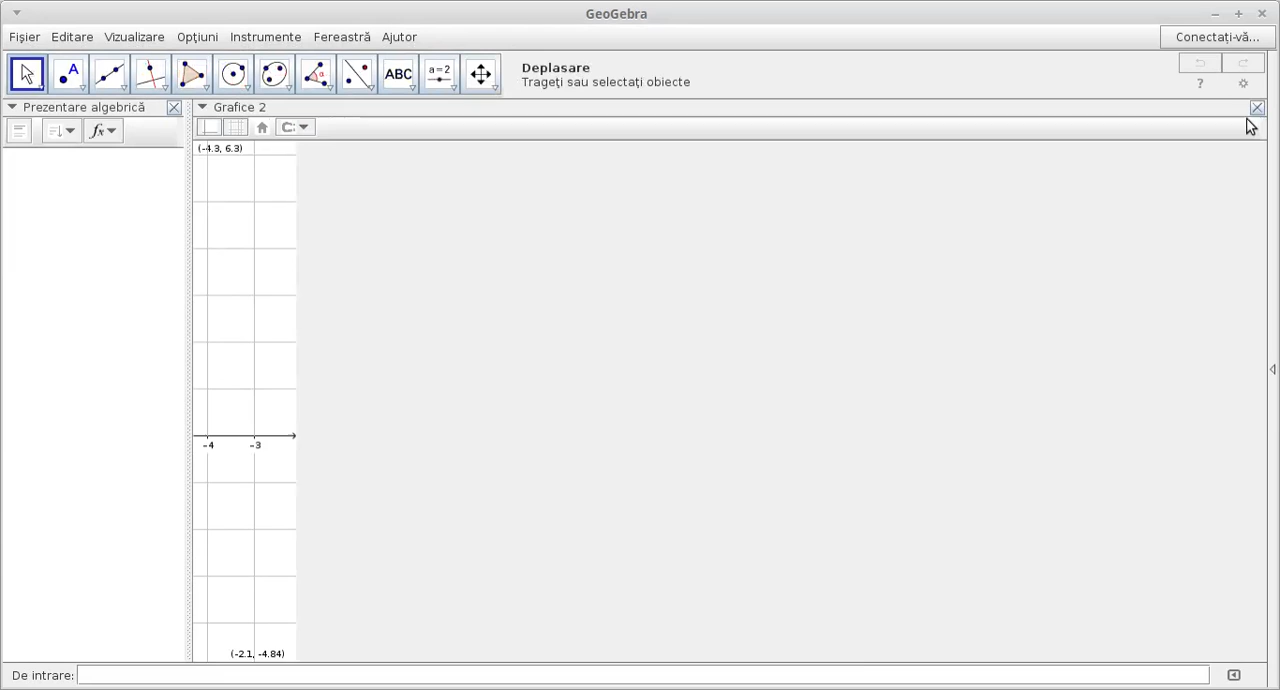 GeoGebra
Fișier Editare Vizualizare Opțiuni Instrumente Fereastră Ajutor Conectați-vă...
A α ABC a=2
Deplasare
Trageți sau selectați obiecte
?
Prezentare algebrică Grafice 2
fx
(-4.3, 6.3)
-4 -3
(-2.1, -4.84)
De intrare: